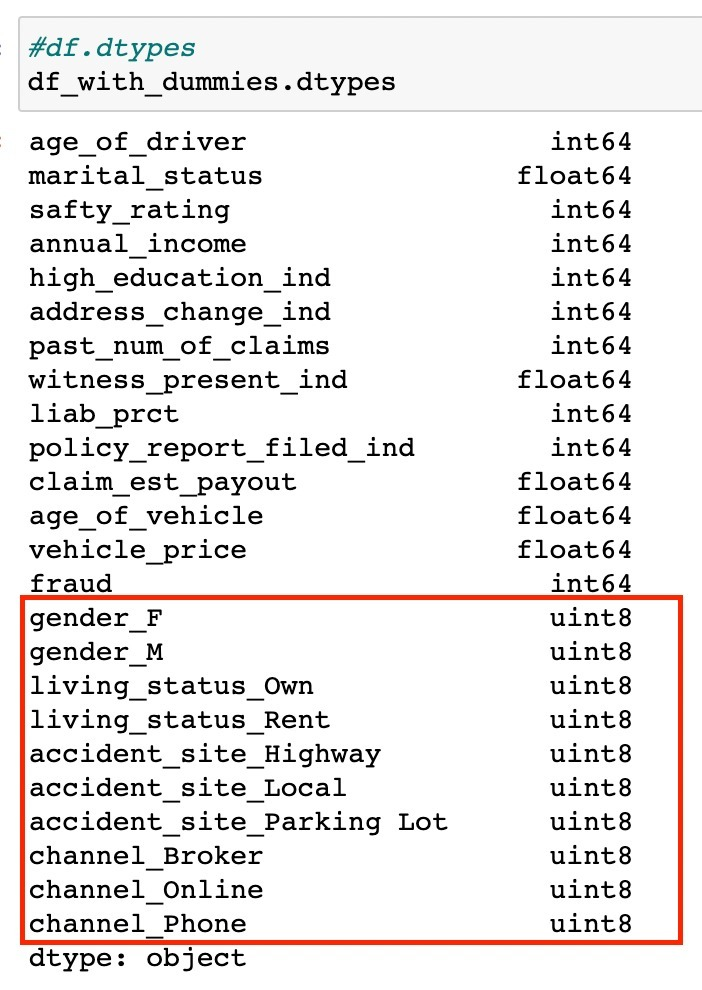 #df.dtypes
df_with_dummies.dtypes
age_of_driver int64
marital_status float64
safty_rating int64
annual_income int64
high_education_ind int64
address_change_ind int64
past_num_of_claims int64
witness_present_ind float64
liab_prct int64
policy_report_filed_ind int64
claim_est_payout float64
age_of_vehicle float64
vehicle_price float64
fraud int64
gender_F uint8
gender_M uint8
living_status_Own uint8
living_status_Rent uint8
accident_site_Highway uint8
accident_site_Local uint8
accident_site_Parking Lot uint8
channel_Broker uint8
channel_Online uint8
channel_Phone uint8
dtype: object